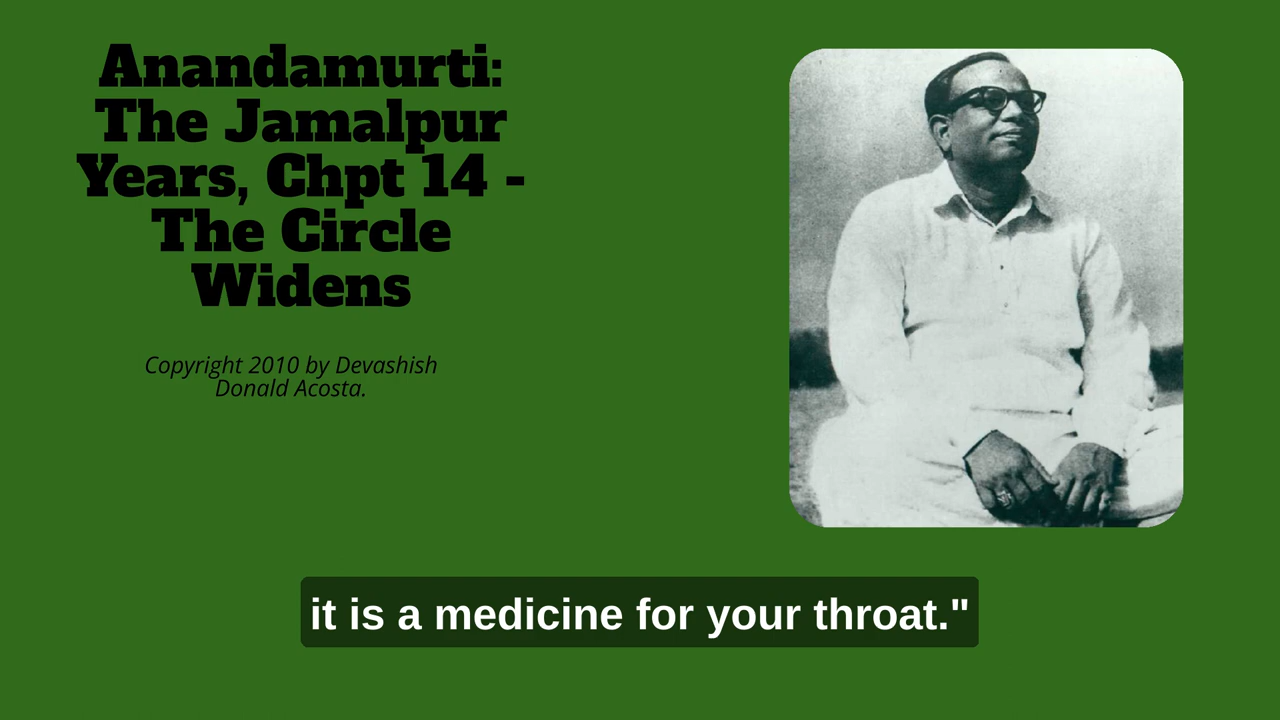 Anandamurti:
The Jamalpur
Years, Chpt 14 -
The Circle
Widens
Copyright 2010 by Devashish
Donald Acosta.
it is a medicine for your throat."